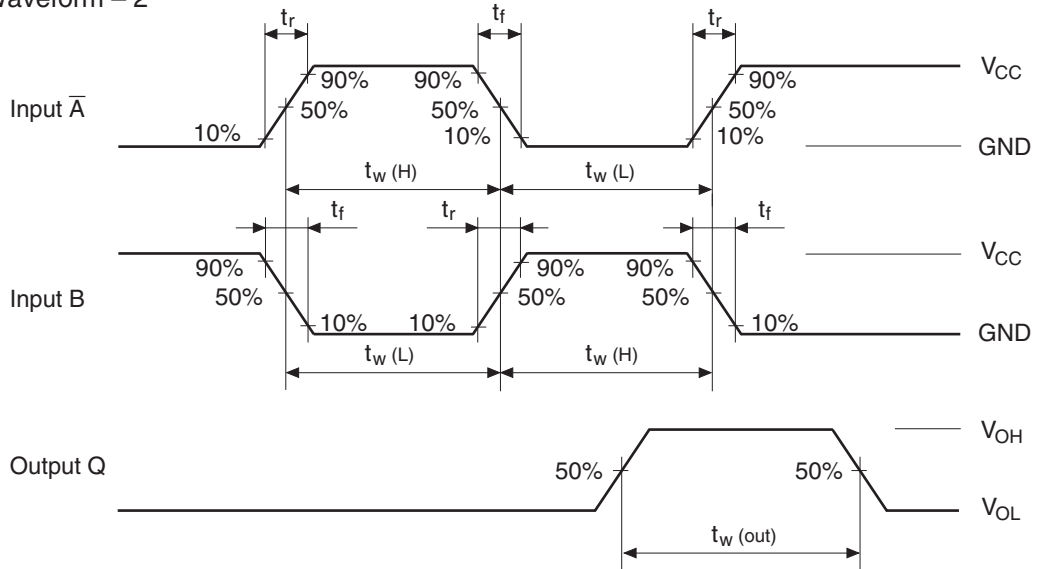 Waveform – 2
tr tf tr
VCC
90% 90% 90%
Input A̅ 50% 50% 50%
10% 10% 10%
GND
tw (H) tw (L)
tf tr tf
VCC
90% 90% 90%
Input B 50% 50% 50%
10% 10% 10%
GND
tw (L) tw (H)
VOH
Output Q 50% 50%
VOL
tw (out)